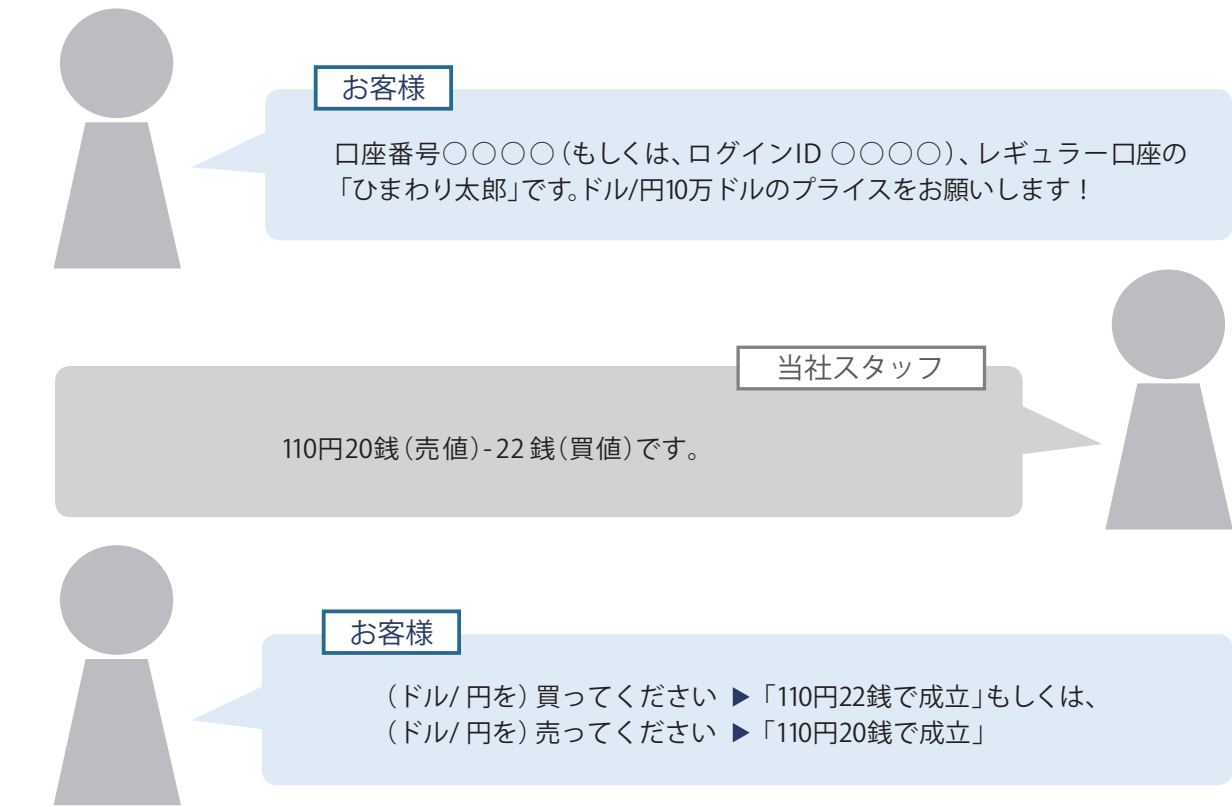 お客様
口座番号○○○○(もしくは、ログインID ○○○○)、レギュラー口座の
「ひまわり太郎」です。ドル/円10万ドルのプライスをお願いします!
当社スタッフ
110円20銭(売値)-22 銭(買値)です。
お客様
(ドル/ 円を) 買ってください ▶「110円22銭で成立」もしくは、
(ドル/ 円を) 売ってください ▶「110円20銭で成立」